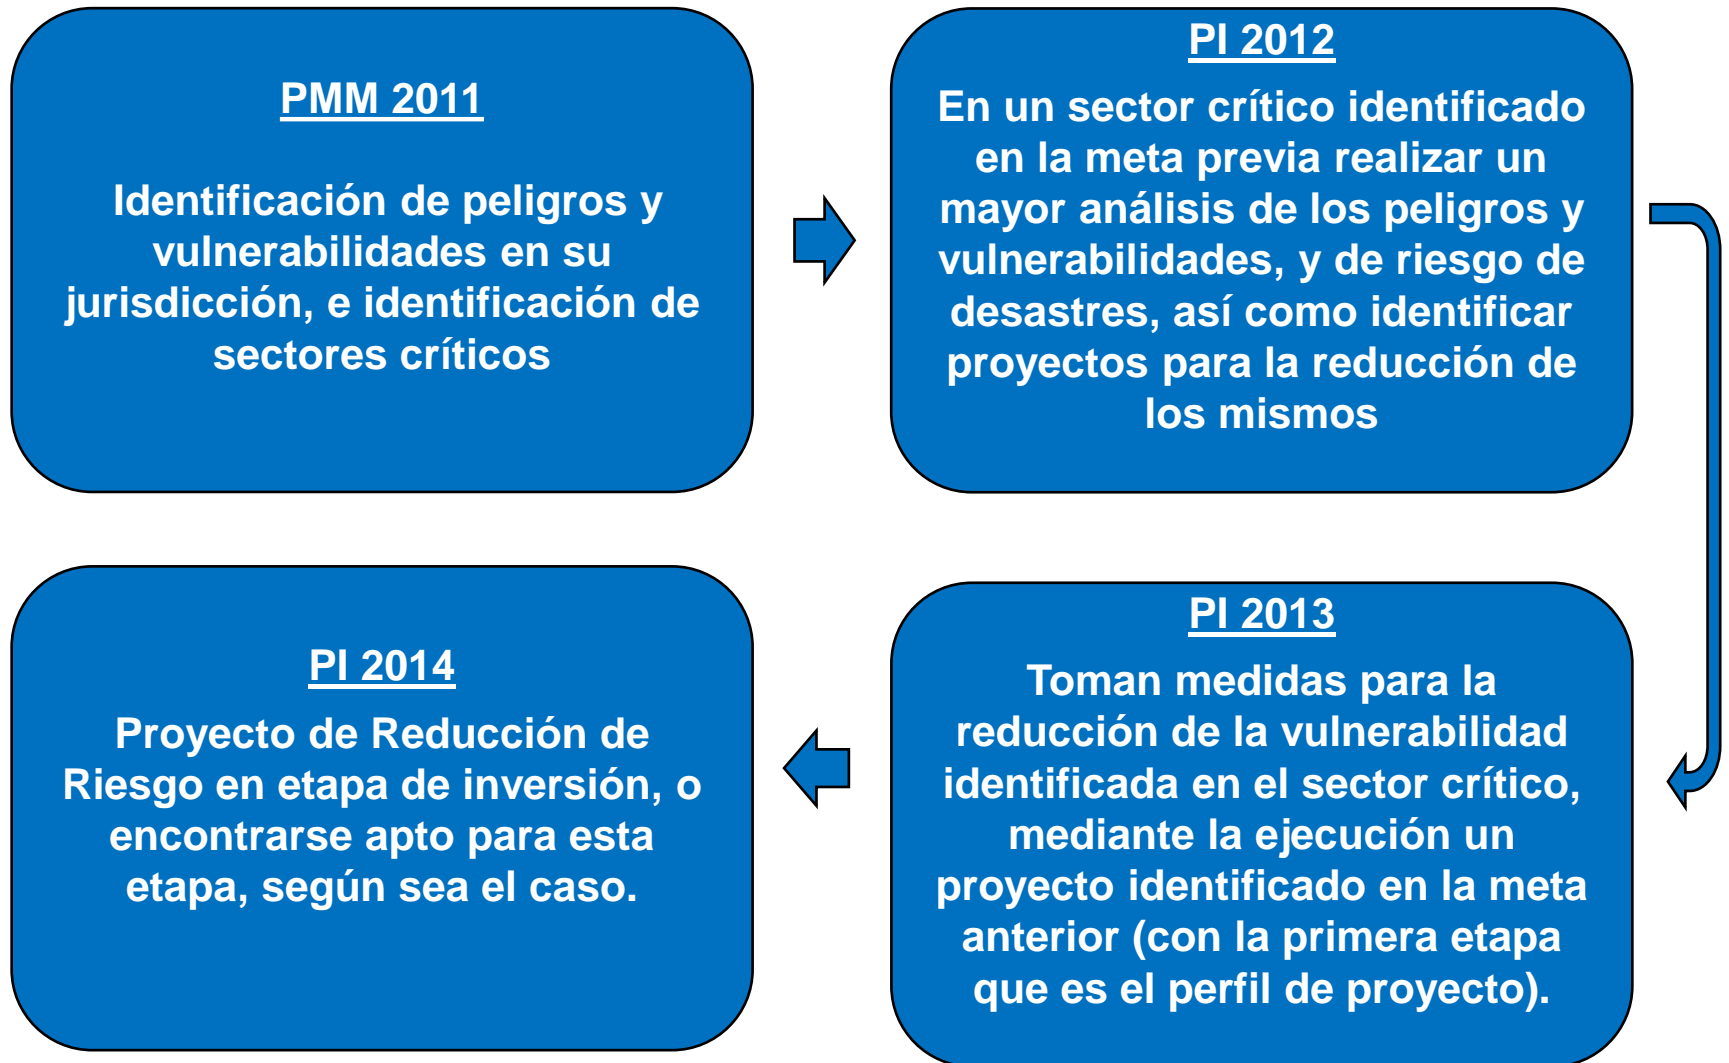 PMM 2011
Identificación de peligros y
vulnerabilidades en su
jurisdicción, e identificación de
sectores críticos
PI 2012
En un sector crítico identificado
en la meta previa realizar un
mayor análisis de los peligros y
vulnerabilidades, y de riesgo de
desastres, así como identificar
proyectos para la reducción de
los mismos
PI 2013
Toman medidas para la
reducción de la vulnerabilidad
identificada en el sector crítico,
mediante la ejecución un
proyecto identificado en la meta
anterior (con la primera etapa
que es el perfil de proyecto).
PI 2014
Proyecto de Reducción de
Riesgo en etapa de inversión, o
encontrarse apto para esta
etapa, según sea el caso.